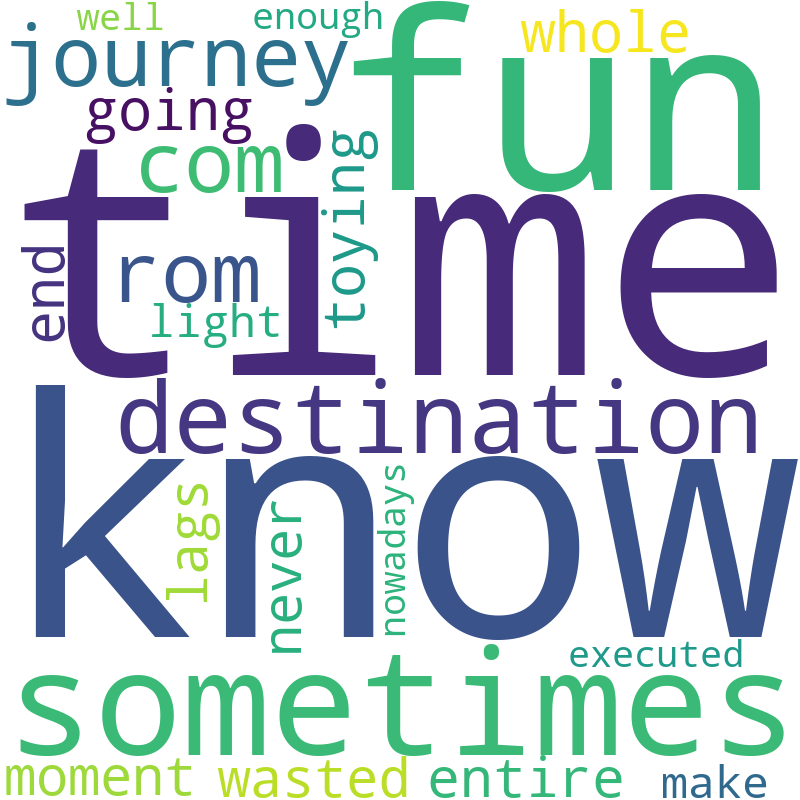 well
enough
whole
journey
fun
going
com
toying
time
end
rom
light
destination
know
lags
never
nowadays
executed
sometimes
moment
wasted
entire
make